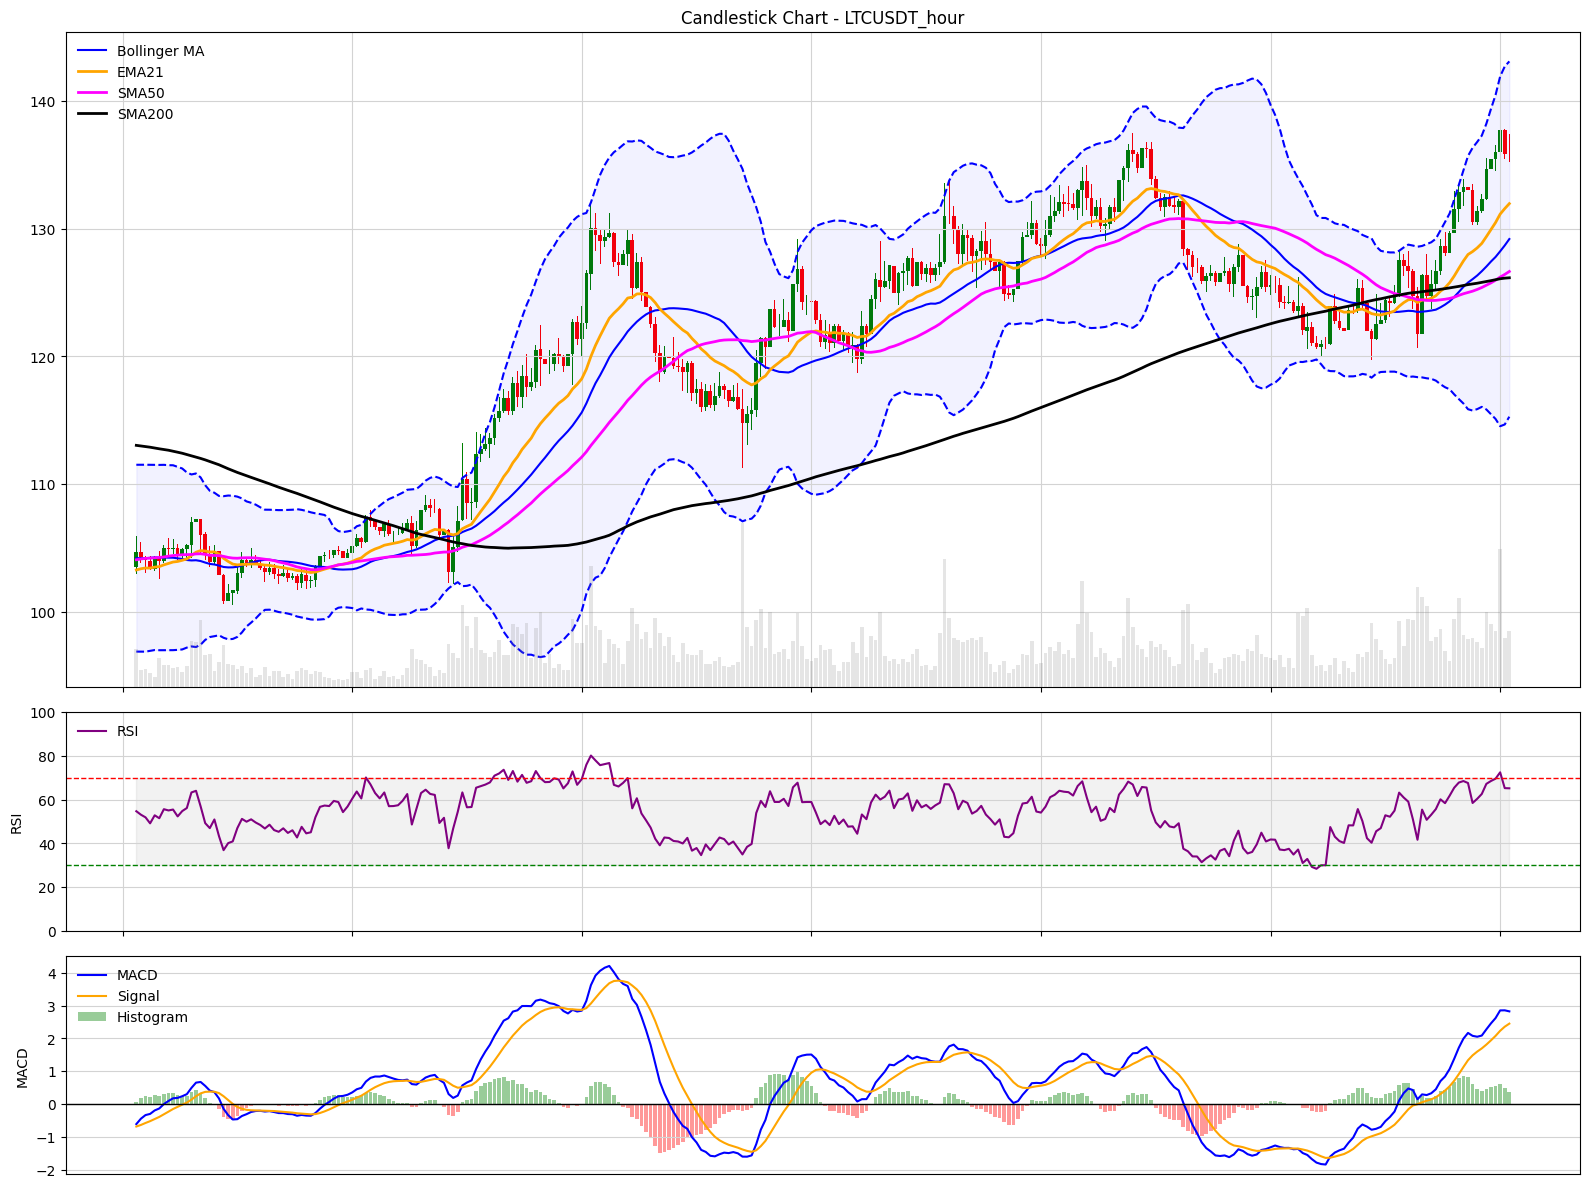 Candlestick Chart - LTCUSDT_hour
Bollinger MA
EMA21
SMA50
SMA200
140
130
120
110
100
RSI
100
80
60
40
20
0
RSI
MACD
Signal
Histogram
4
3
2
1
0
−1
−2
MACD